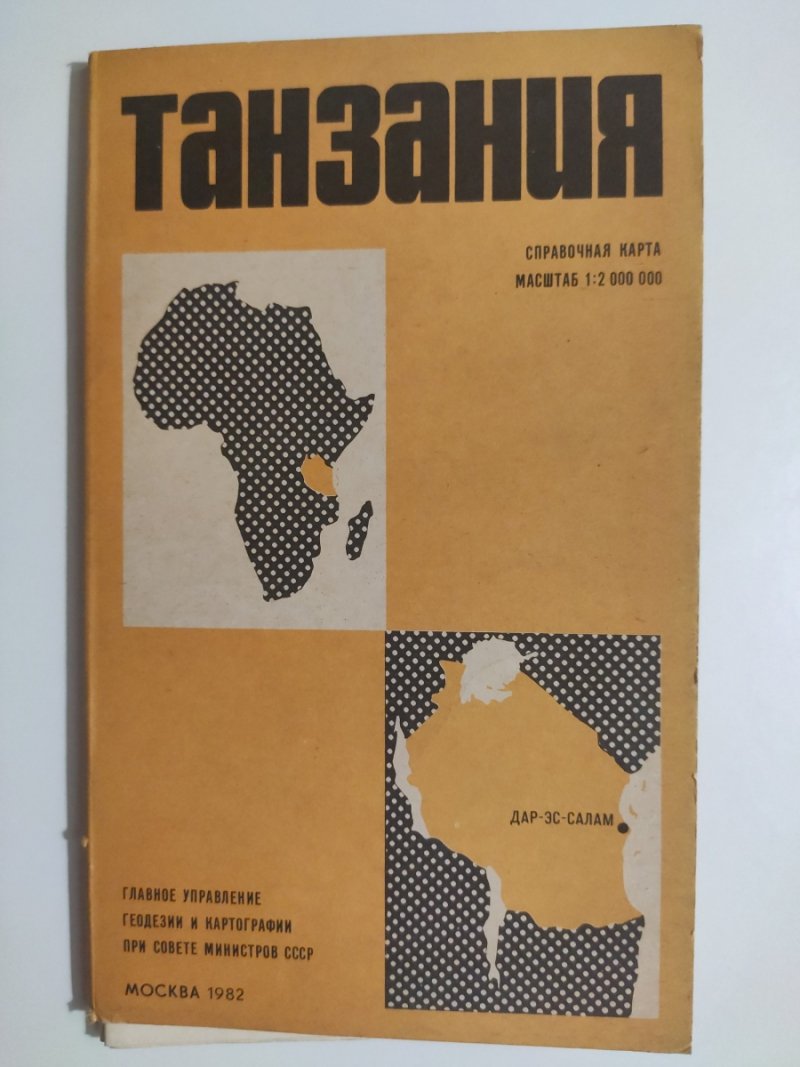 танзания
СПРАВОЧНАЯ КАРТА
МАСШТАБ 1:2 000 000
ДАР-ЭС-САЛАМ
ГЛАВНОЕ УПРАВЛЕНИЕ
ГЕОДЕЗИИ И КАРТОГРАФИИ
ПРИ СОВЕТЕ МИНИСТРОВ СССР
МОСКВА 1982